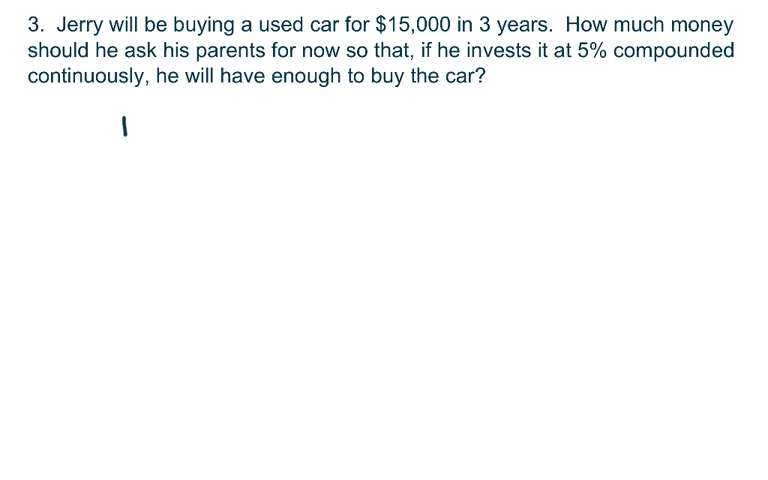 3. Jerry will be buying a used car for $15,000 in 3 years. How much money
should he ask his parents for now so that, if he invests it at 5% compounded
continuously, he will have enough to buy the car?